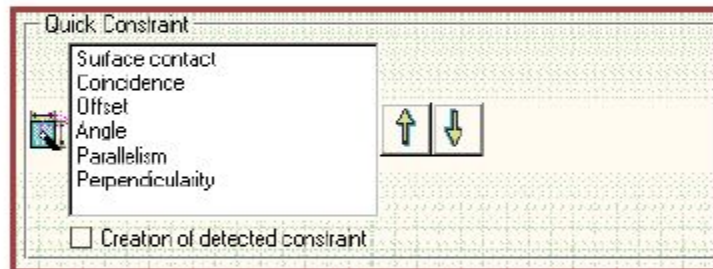 Quick Constraint
Surface contact
Coincidence
Offset
Angle
Parallelism
Perpendicularity
Creation of detected constraint